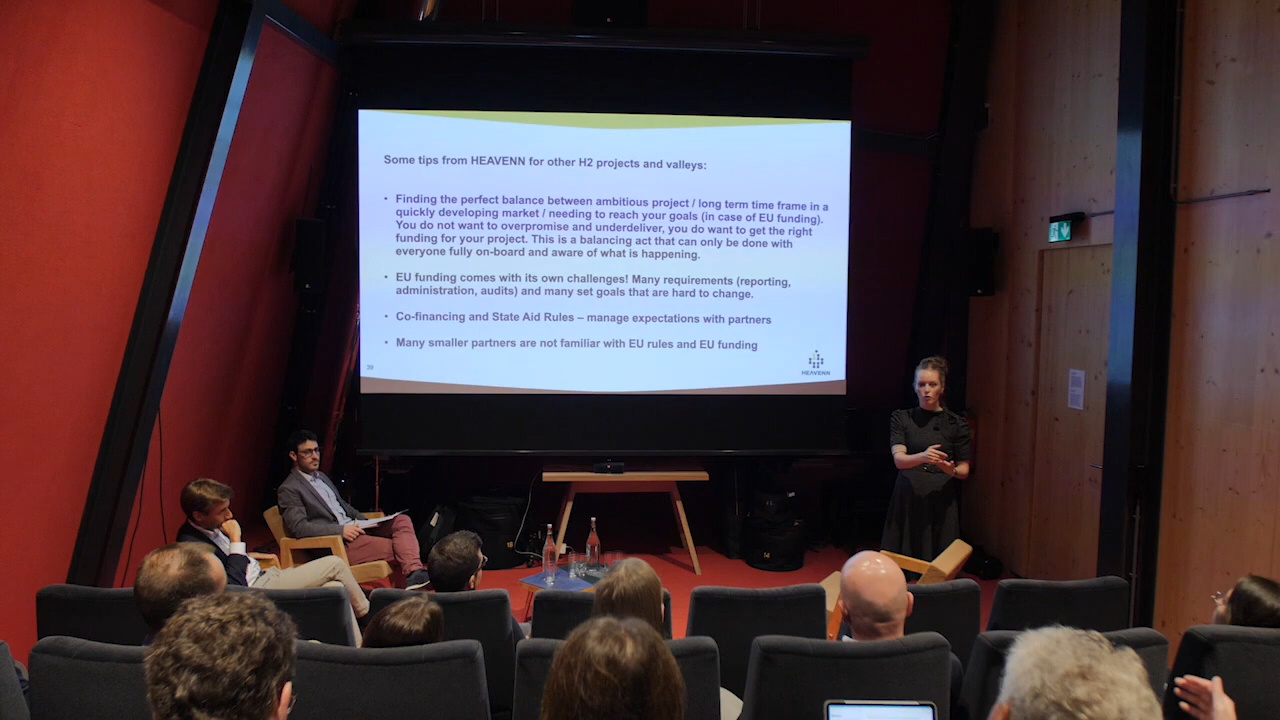 Some tips from HEAVENN for other H2 projects and valleys:
• Finding the perfect balance between ambitious project / long term time frame in a
quickly developing market / needing to reach your goals (in case of EU funding).
You do not want to overpromise and underdeliver, you do want to get the right
funding for your project. This is a balancing act that can only be done with
everyone fully on-board and aware of what is happening.
• EU funding comes with its own challenges! Many requirements (reporting,
administration, audits) and many set goals that are hard to change.
• Co-financing and State Aid Rules – manage expectations with partners
• Many smaller partners are not familiar with EU rules and EU funding
39
HEAVENN